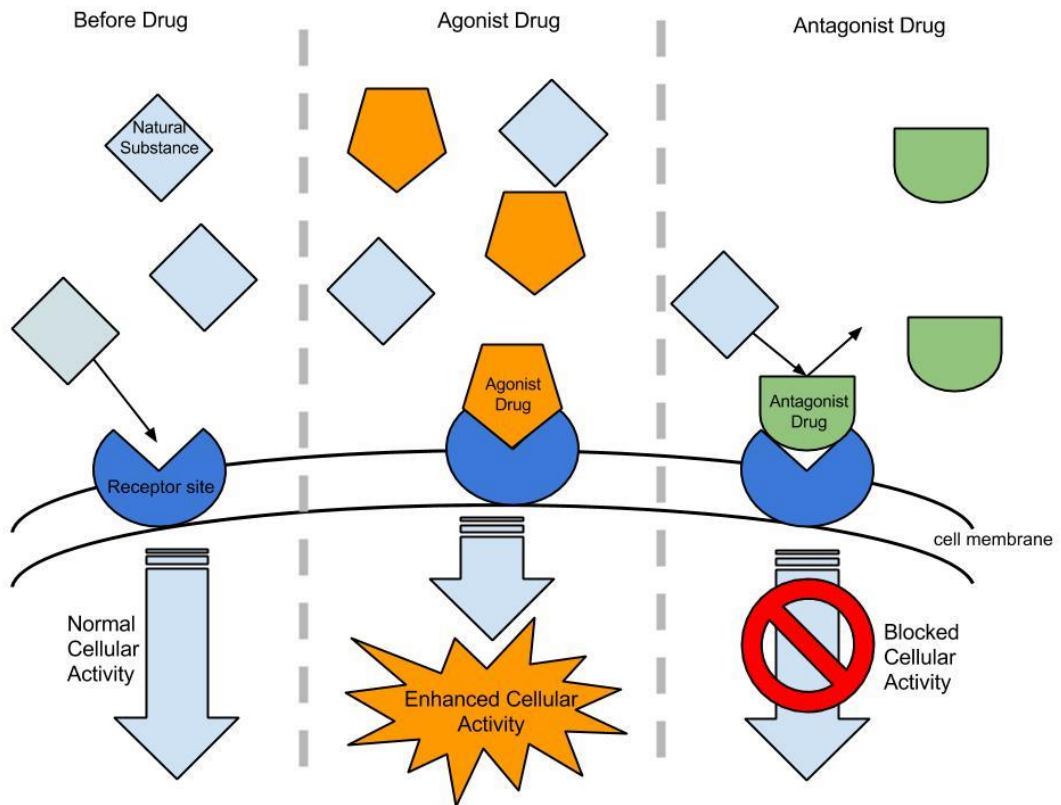 Before Drug
Agonist Drug
Antagonist Drug
Natural
Substance
Agonist
Drug
Antagonist
Drug
Receptor site
cell membrane
Normal
Cellular
Activity
Enhanced Cellular
Activity
Blocked
Cellular
Activity